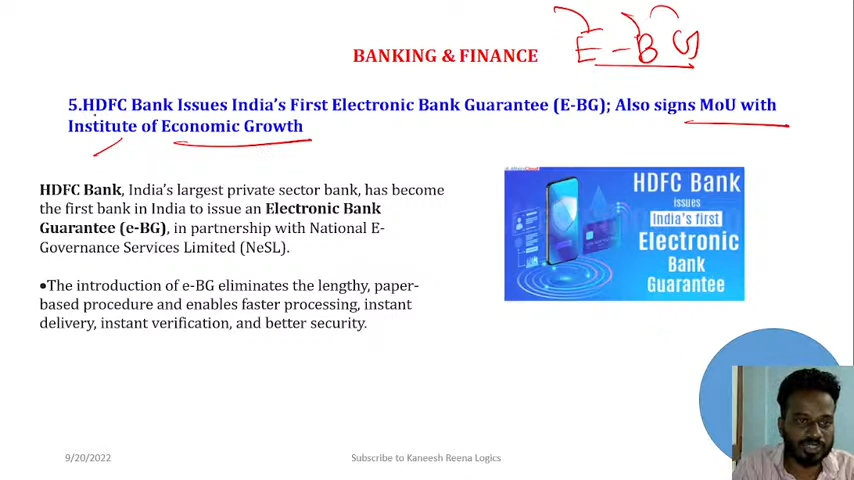 E-BG
BANKING & FINANCE
5.HDFC Bank Issues India's First Electronic Bank Guarantee (E-BG); Also signs MoU with
Institute of Economic Growth
HDFC Bank, India's largest private sector bank, has become
the first bank in India to issue an Electronic Bank
Guarantee (e-BG), in partnership with National E-
Governance Services Limited (NeSL).
•The introduction of e-BG eliminates the lengthy, paper-
based procedure and enables faster processing, instant
delivery, instant verification, and better security.
HDFC Bank
issues
India's first
Electronic
Bank
Guarantee
9/20/2022
Subscribe to Kaneesh Reena Logics